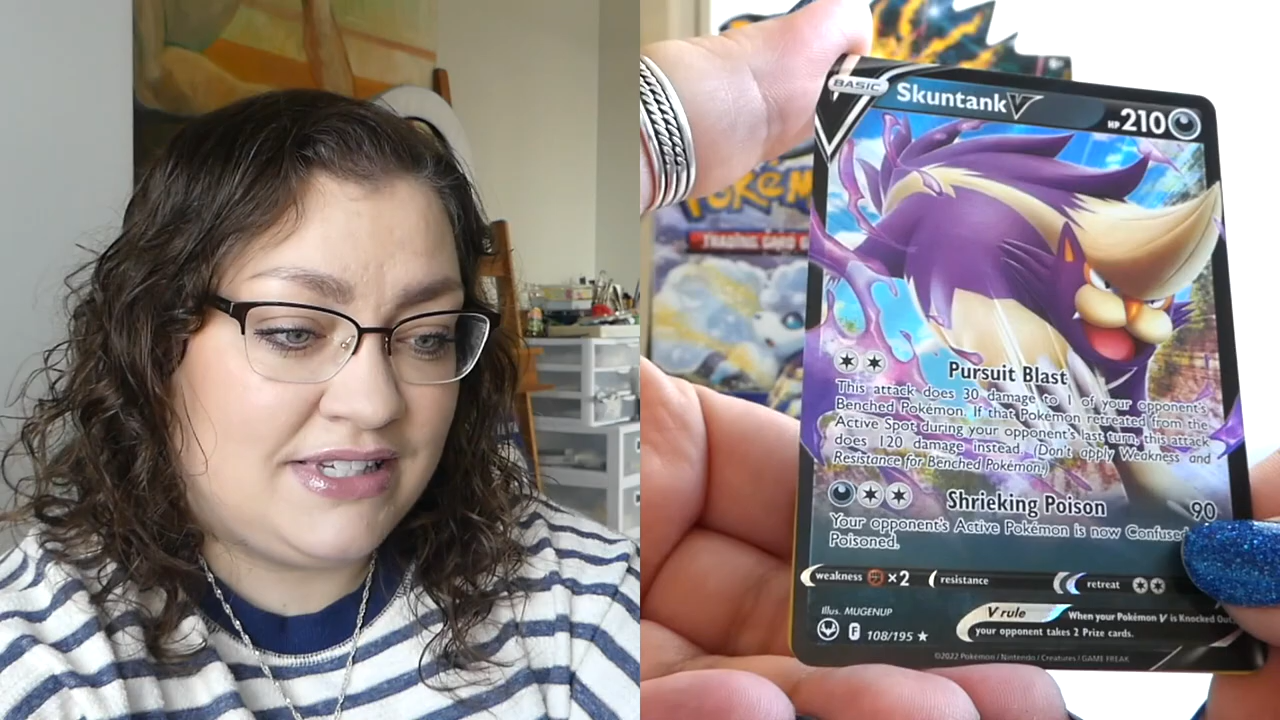 BASIC
Skuntank V
HP 210
POKéM
TRADING CARD G
Pursuit Blast
This attack does 30 damage to 1 of your opponent's
Benched Pokémon. If that Pokémon retreated from the
Active Spot during your opponent's last turn, this attack
does 120 damage instead. (Don't apply Weakness and
Resistance for Benched Pokémon.)
Shrieking Poison 90
Your opponent's Active Pokémon is now Confused
Poisoned.
weakness ×2 resistance retreat
Illus. MUGENUP
V rule When your Pokémon V is Knocked Out,
your opponent takes 2 Prize cards.
F 108/195 ★
©2022 Pokémon / Nintendo / Creatures / GAME FREAK